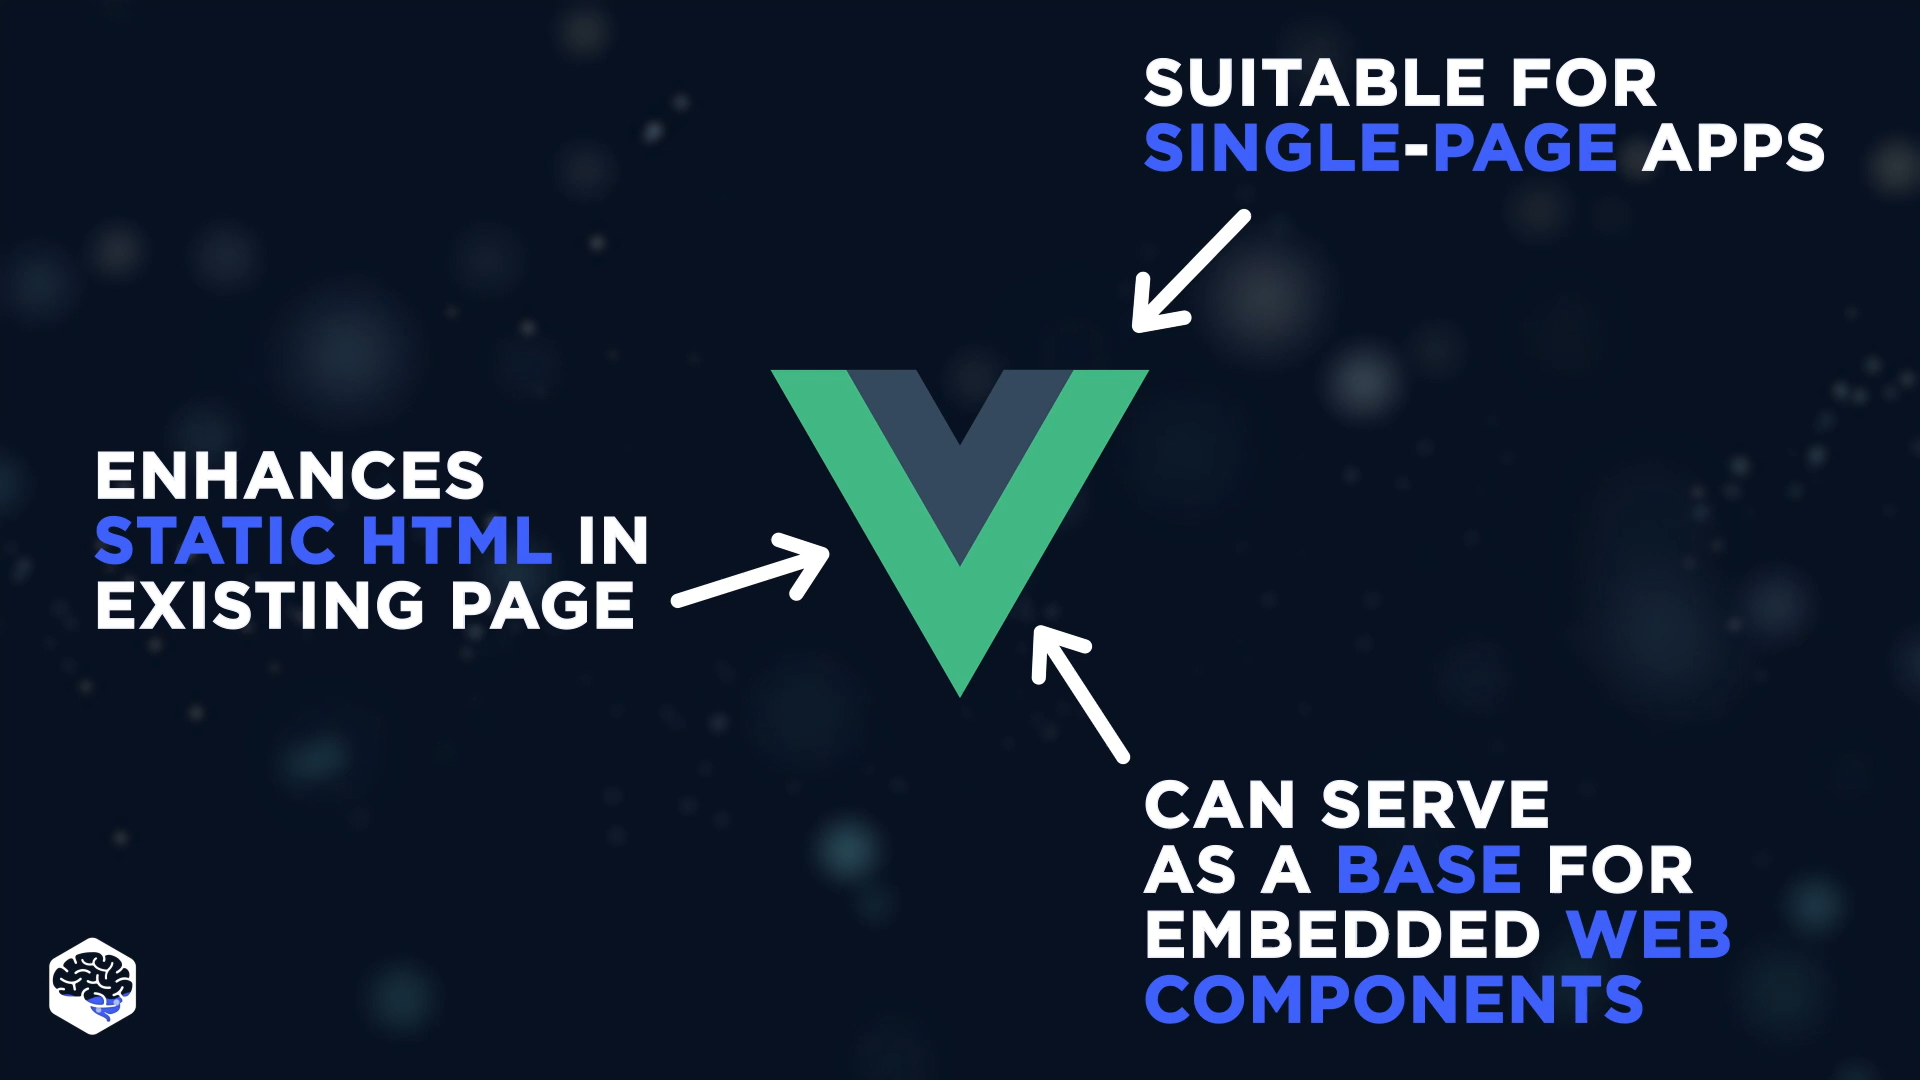 SUITABLE FOR
SINGLE-PAGE APPS
ENHANCES
STATIC HTML IN
EXISTING PAGE
CAN SERVE
AS A BASE FOR
EMBEDDED WEB
COMPONENTS